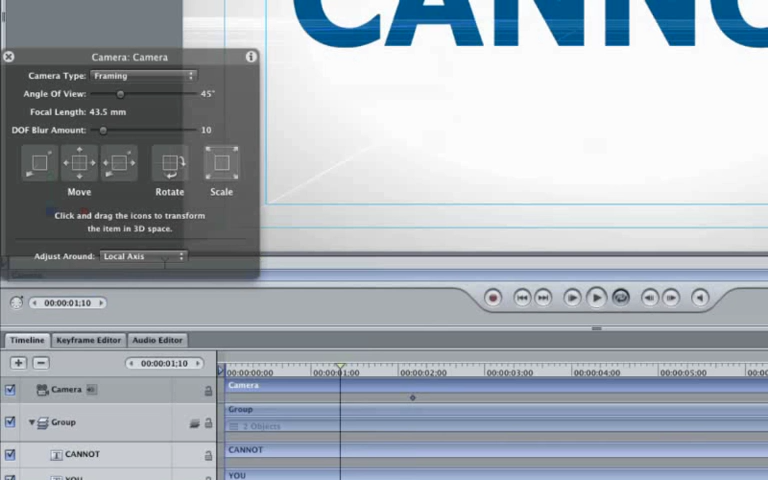 CANNO
Camera: Camera
Camera Type: Framing
Angle Of View: 45°
Focal Length: 43.5 mm
DOF Blur Amount: 10
Move Rotate Scale
Click and drag the icons to transform
the item in 3D space.
Adjust Around: Local Axis
00:00:01;10
Timeline Keyframe Editor Audio Editor
00:00:01;10
00:00:00;00 00:00:01;00 00:00:02;00 00:00:03;00 00:00:04;00 00:00:05;00 00:0
Camera Camera
Group Group
2 Objects
CANNOT CANNOT
YOU YOU